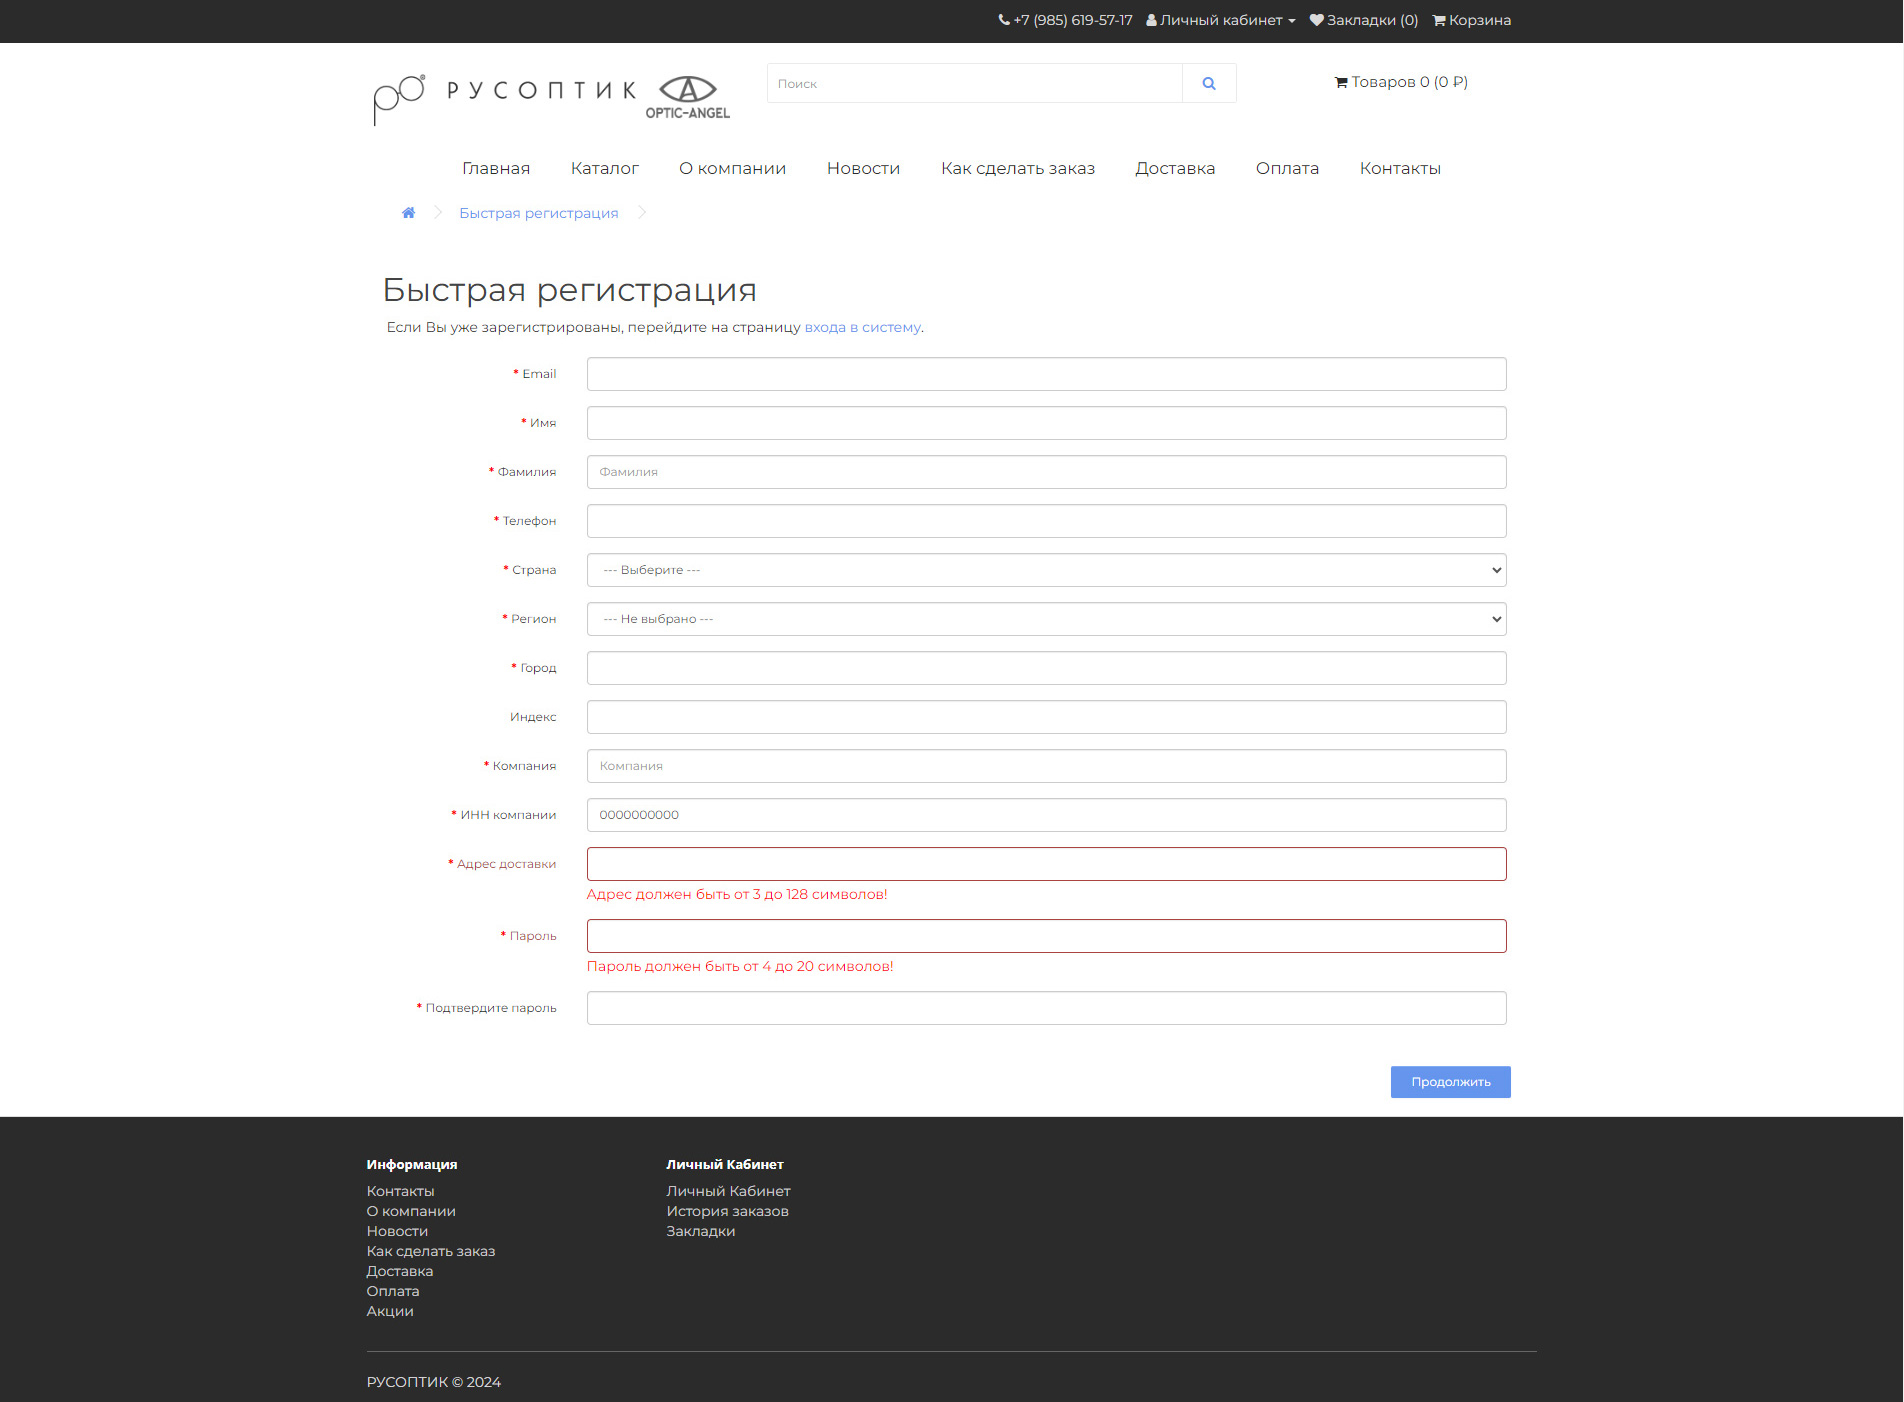 +7 (985) 619-57-17 Личный кабинет Закладки (0) Корзина
РУСОПТИК
OPTIC-ANGEL
Поиск
Товаров 0 (0 ₽)
Главная Каталог О компании Новости Как сделать заказ Доставка Оплата Контакты
Быстрая регистрация
Быстрая регистрация
Если Вы уже зарегистрированы, перейдите на страницу входа в систему.
* Email
* Имя
* Фамилия Фамилия
* Телефон
* Страна --- Выберите ---
* Регион --- Не выбрано ---
* Город
Индекс
* Компания Компания
* ИНН компании 0000000000
* Адрес доставки
Адрес должен быть от 3 до 128 символов!
* Пароль
Пароль должен быть от 4 до 20 символов!
* Подтвердите пароль
Продолжить
Информация
Контакты
О компании
Новости
Как сделать заказ
Доставка
Оплата
Акции
Личный Кабинет
Личный Кабинет
История заказов
Закладки
РУСОПТИК © 2024